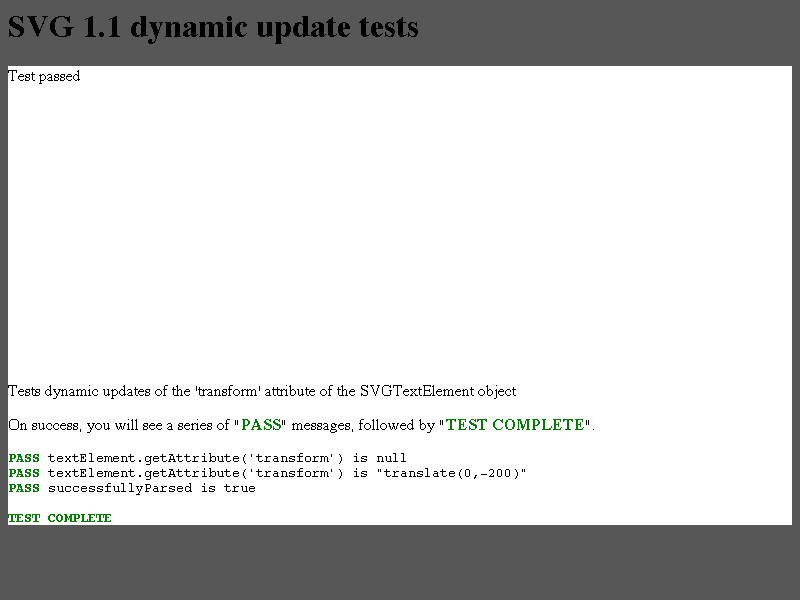 SVG 1.1 dynamic update tests
Test passed
Tests dynamic updates of the 'transform' attribute of the SVGTextElement object
On success, you will see a series of "PASS" messages, followed by "TEST COMPLETE".
PASS textElement.getAttribute('transform') is null
PASS textElement.getAttribute('transform') is "translate(0,-200)"
PASS successfullyParsed is true
TEST COMPLETE